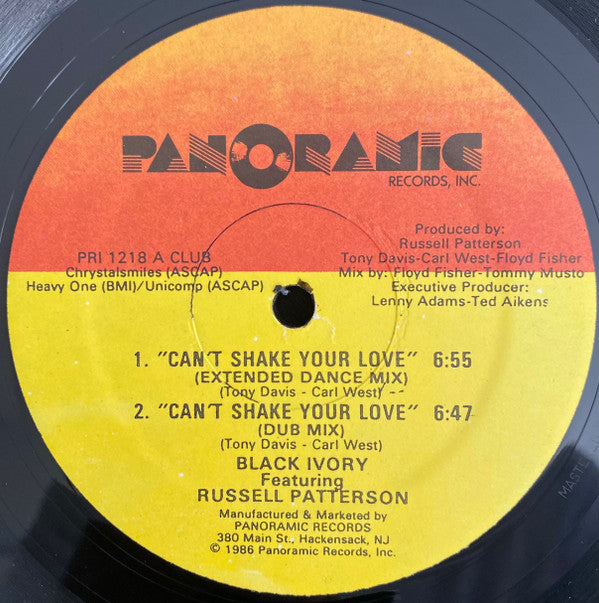 PANORAMIC
RECORDS, INC.
PRI 1218 A CLUB
Chrystalsmiles (ASCAP)
Heavy One (BMI)/Unicomp (ASCAP)
Produced by:
Russell Patterson
Tony Davis-Carl West-Floyd Fisher
Mix by: Floyd Fisher-Tommy Musto
Executive Producer:
Lenny Adams-Ted Aikens
1. "CAN'T SHAKE YOUR LOVE" 6:55
(EXTENDED DANCE MIX)
(Tony Davis - Carl West) --
2. "CAN'T SHAKE YOUR LOVE" 6:47
(DUB MIX)
(Tony Davis - Carl West)
BLACK IVORY
Featuring
RUSSELL PATTERSON
Manufactured & Marketed by
PANORAMIC RECORDS
380 Main St., Hackensack, NJ
© 1986 Panoramic Records, Inc.
MASTE